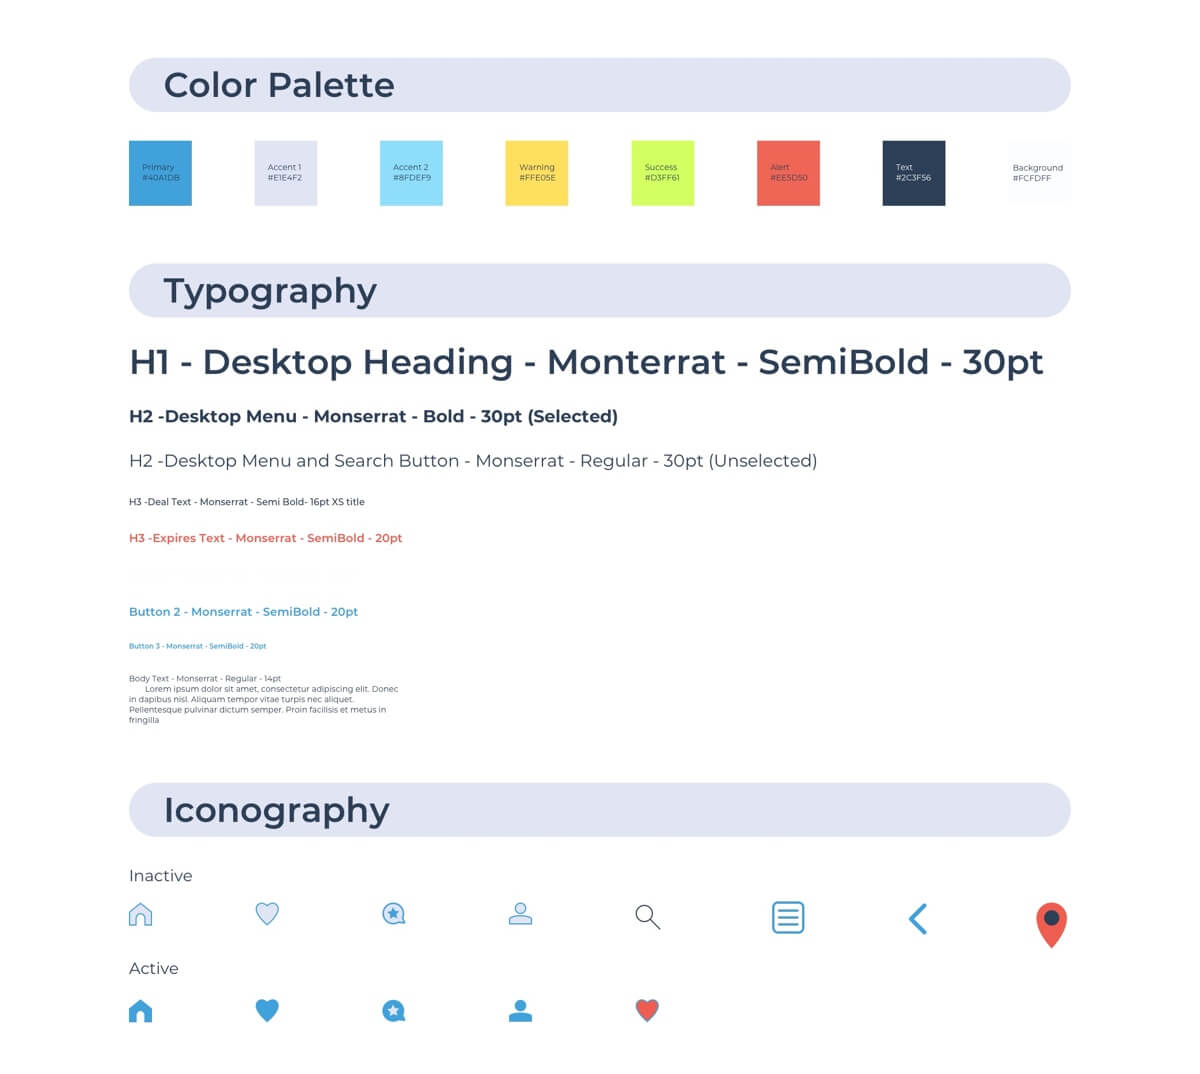 Color Palette
Primary
#40A1DB
Accent 1
#E1E4F2
Accent 2
#8FDEF9
Warning
#FFE05E
Success
#D3FF61
Alert
#EE5D50
Text
#2C3F56
Background
#FCFDFF
Typography
H1 - Desktop Heading - Monterrat - SemiBold - 30pt
H2 -Desktop Menu - Monserrat - Bold - 30pt (Selected)
H2 -Desktop Menu and Search Button - Monserrat - Regular - 30pt (Unselected)
H3 -Deal Text - Monserrat - Semi Bold- 16pt XS title
H3 -Expires Text - Monserrat - SemiBold - 20pt
Button 2 - Monserrat - SemiBold - 20pt
Button 3 - Monserrat - SemiBold - 20pt
Body Text - Monserrat - Regular - 14pt
Lorem ipsum dolor sit amet, consectetur adipiscing elit. Donec
in dapibus nisl. Aliquam tempor vitae turpis nec aliquet.
Pellentesque pulvinar dictum semper. Proin facilisis et metus in
fringilla
Iconography
Inactive
Active